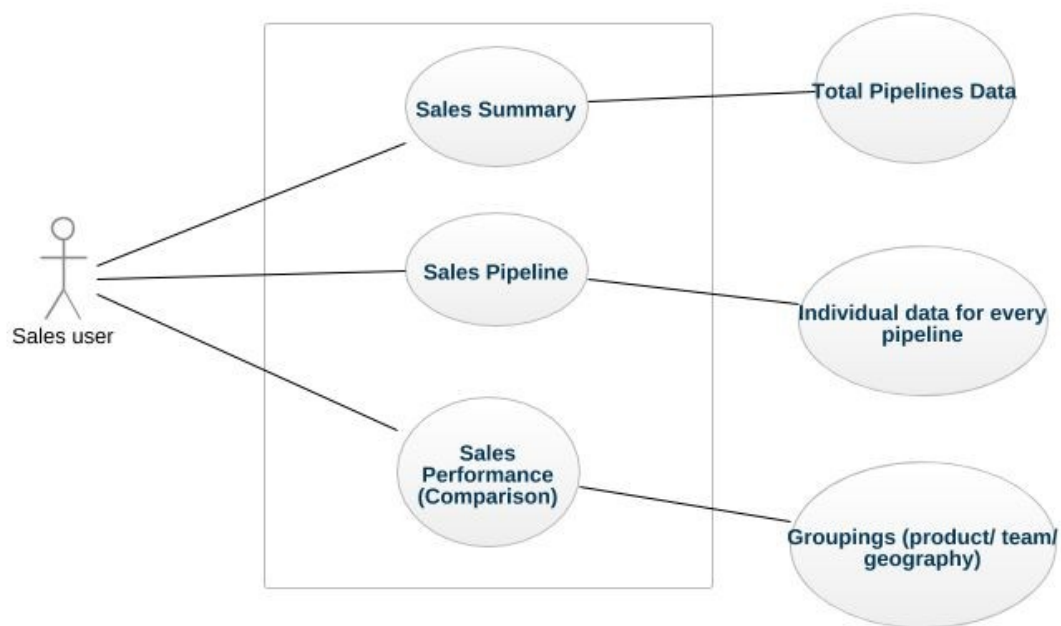 Sales Summary
Total Pipelines Data
Sales user
Sales Pipeline
Individual data for every
pipeline
Sales
Performance
(Comparison)
Groupings (product/ team/
geography)